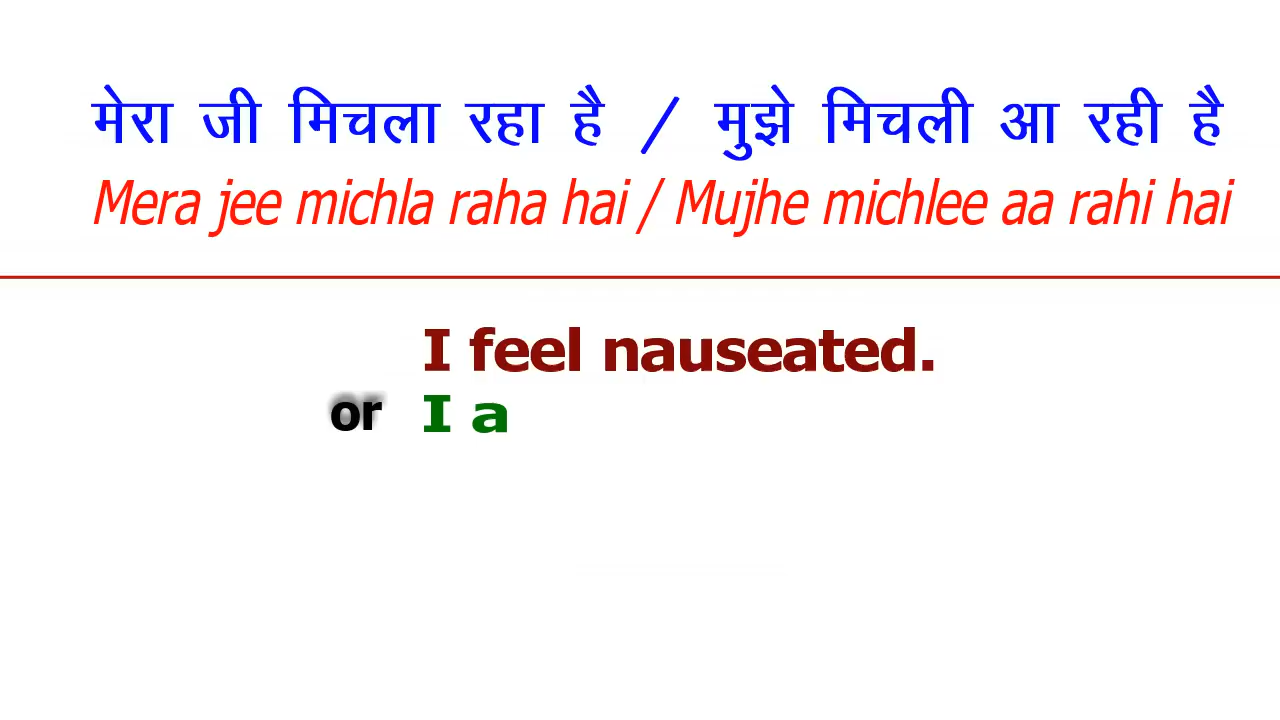 मेरा जी मिचला रहा है / मुझे मिचली आ रही है
Mera jee michla raha hai / Mujhe michlee aa rahi hai
I feel nauseated.
or I a